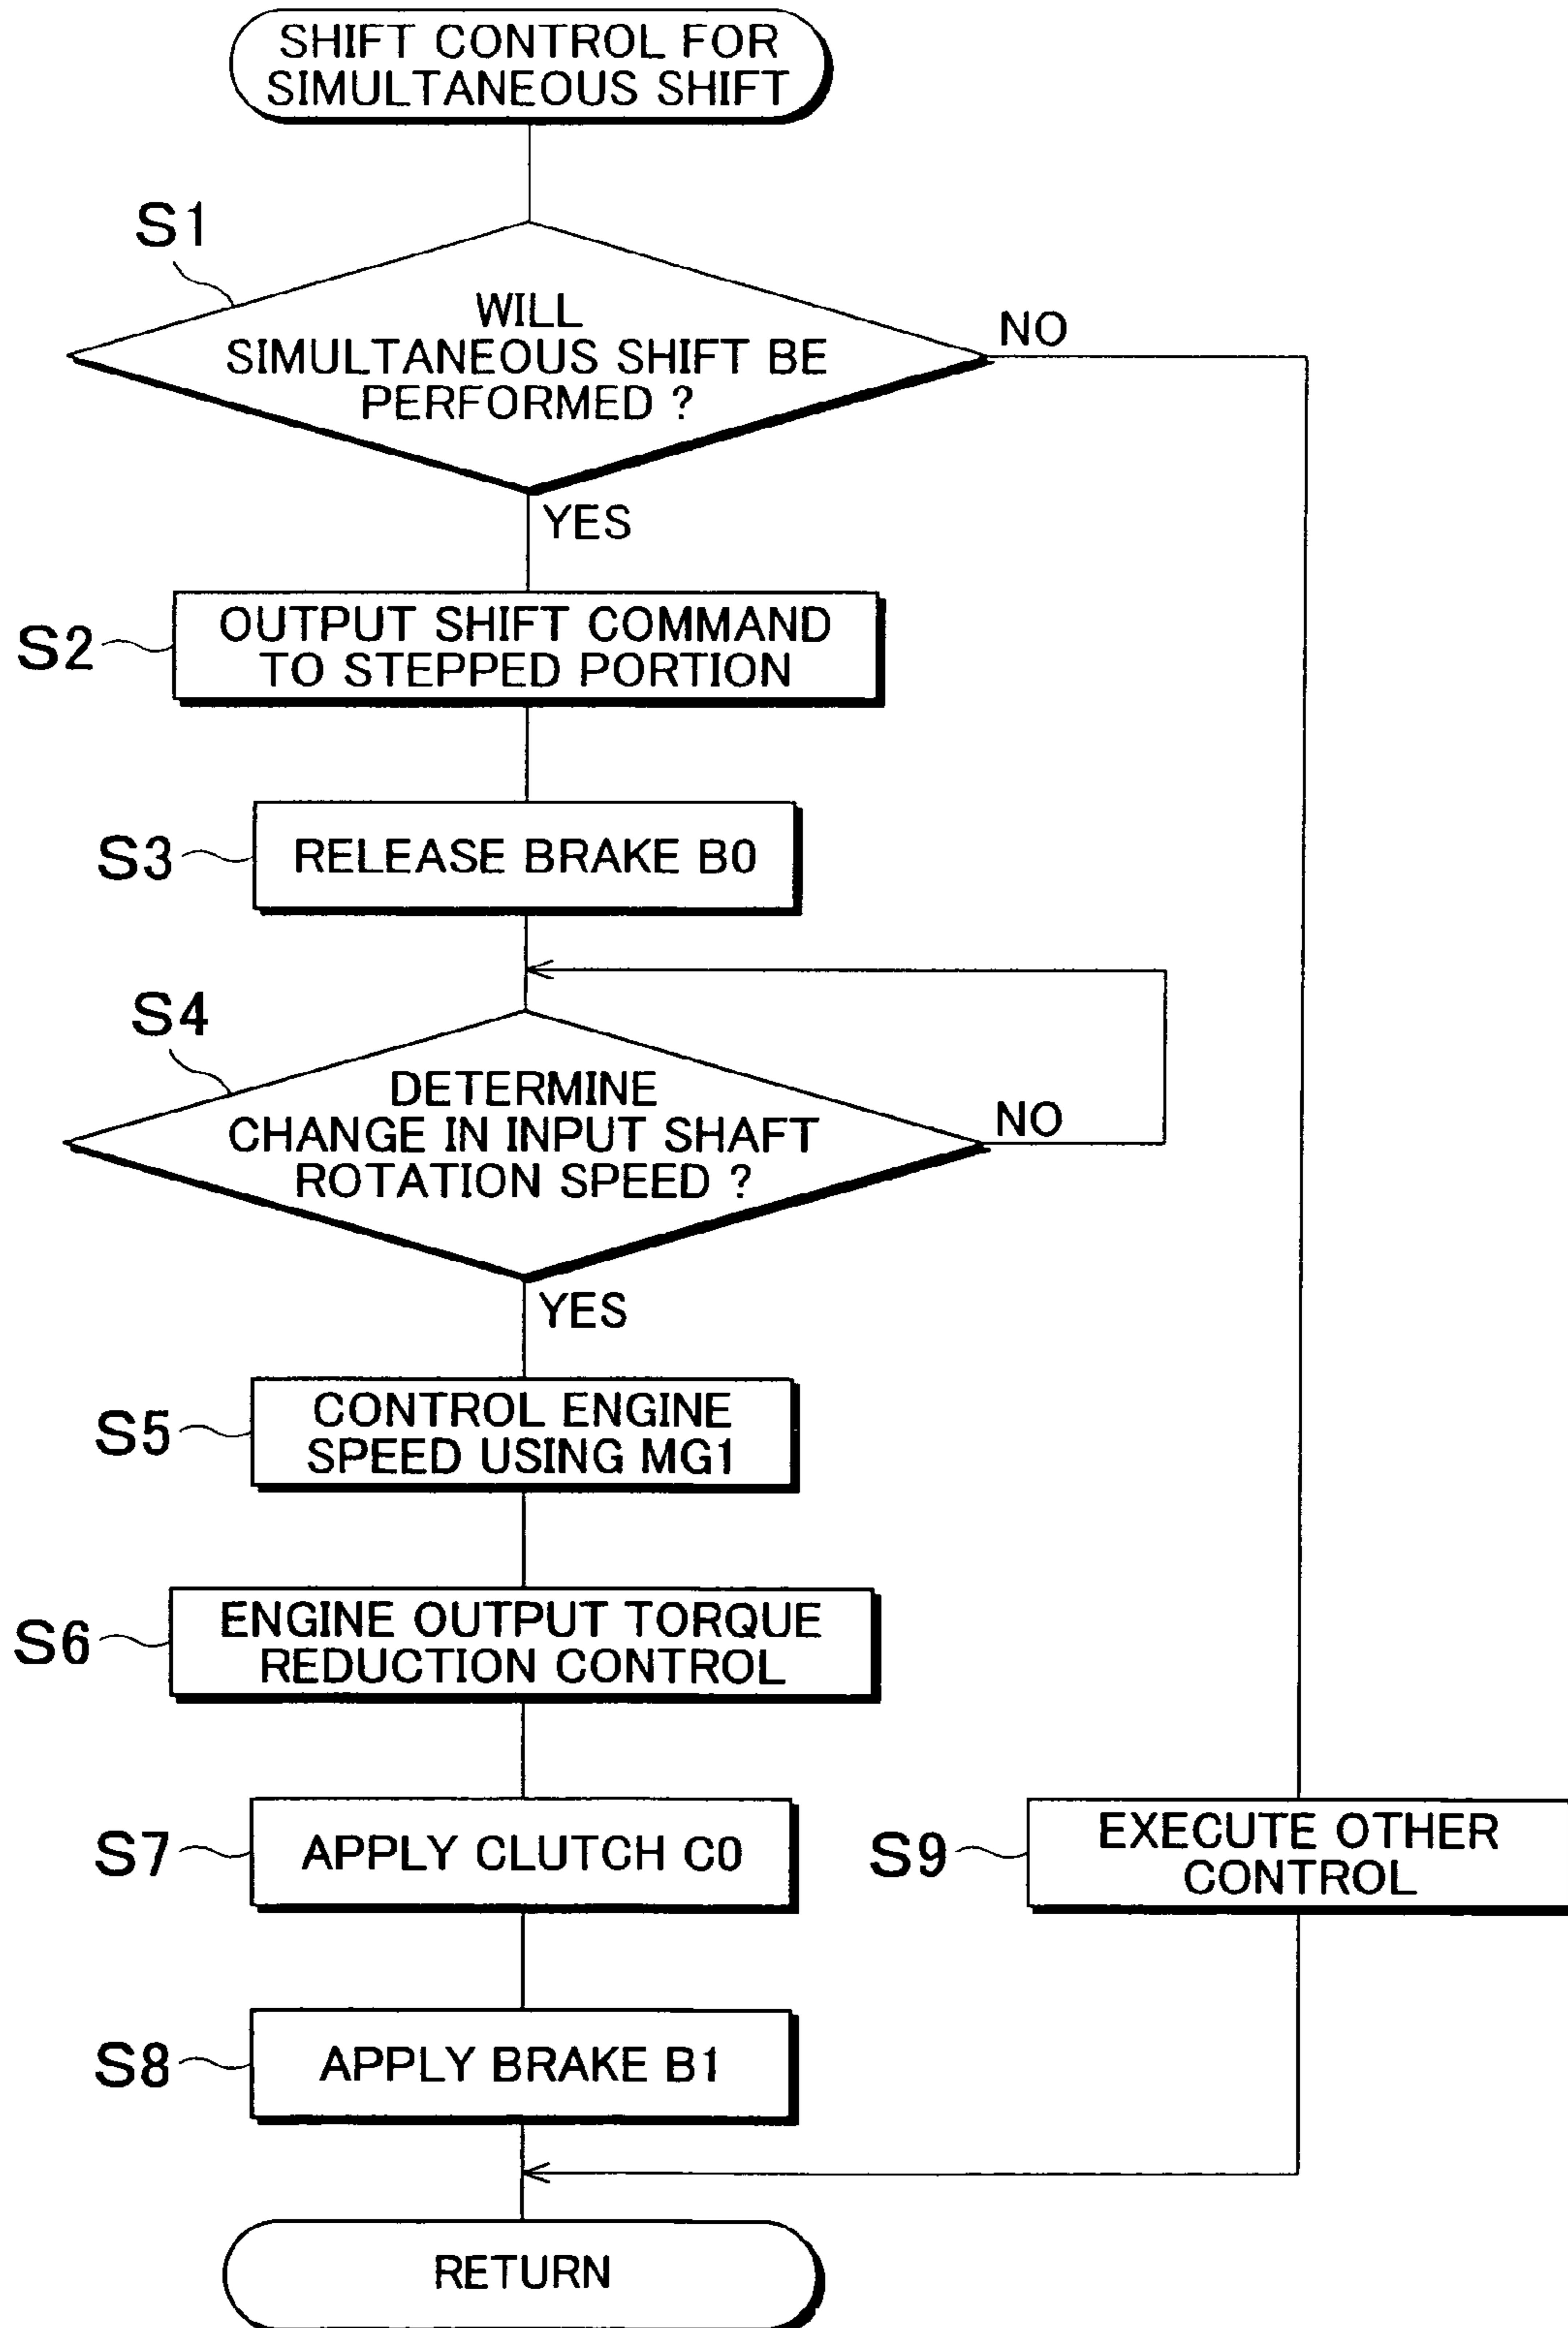 SHIFT CONTROL FOR
SIMULTANEOUS SHIFT
S1
WILL
SIMULTANEOUS SHIFT BE
PERFORMED ?
NO
YES
S2
OUTPUT SHIFT COMMAND
TO STEPPED PORTION
S3
RELEASE BRAKE B0
S4
DETERMINE
CHANGE IN INPUT SHAFT
ROTATION SPEED ?
NO
YES
S5
CONTROL ENGINE
SPEED USING MG1
S6
ENGINE OUTPUT TORQUE
REDUCTION CONTROL
S7
APPLY CLUTCH C0
S9
EXECUTE OTHER
CONTROL
S8
APPLY BRAKE B1
RETURN